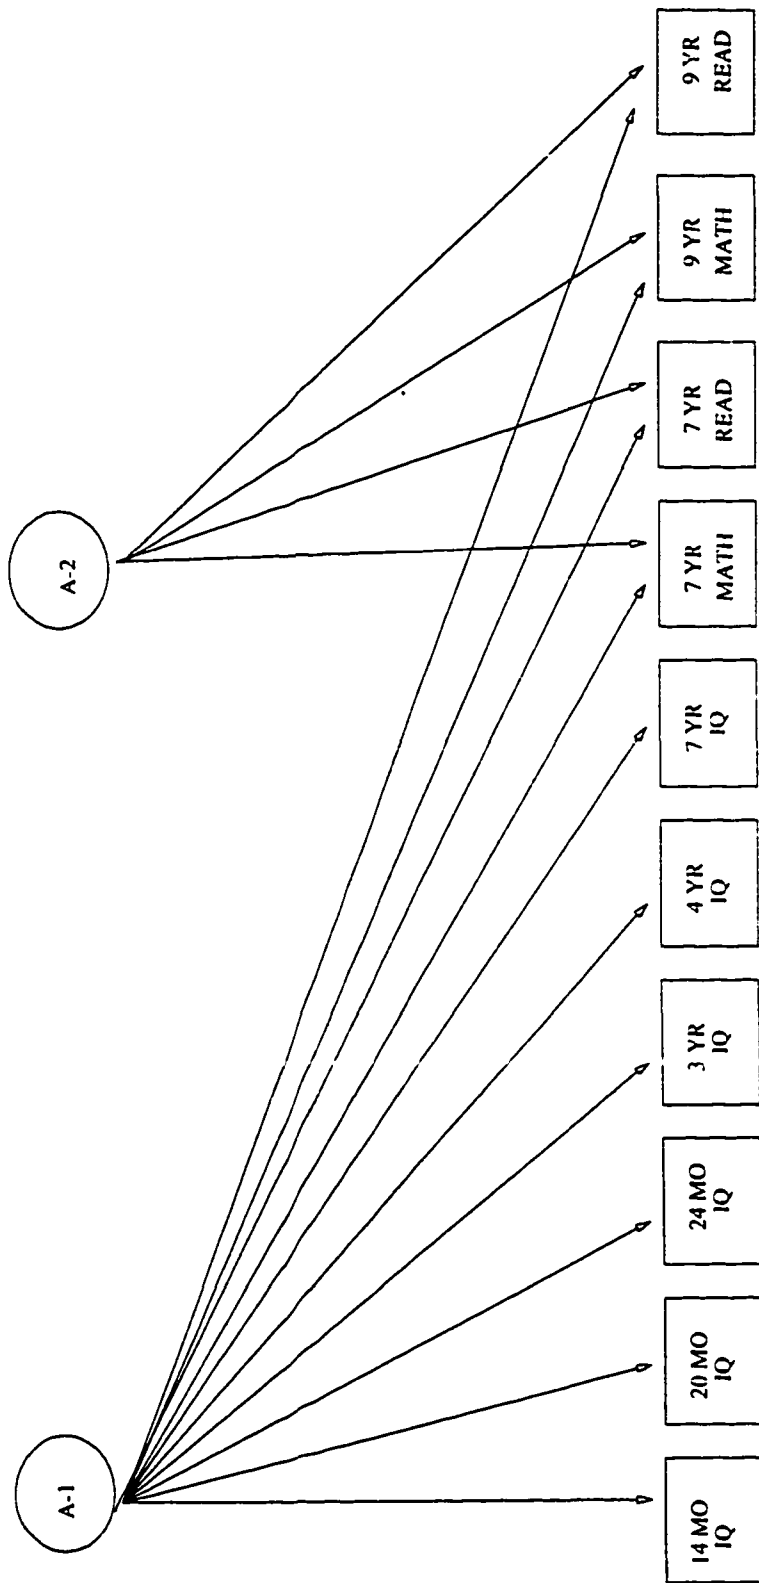 A-1
A-2
14 MO
IQ
20 MO
IQ
24 MO
IQ
3 YR
IQ
4 YR
IQ
7 YR
IQ
7 YR
MATH
7 YR
READ
9 YR
MATH
9 YR
READ